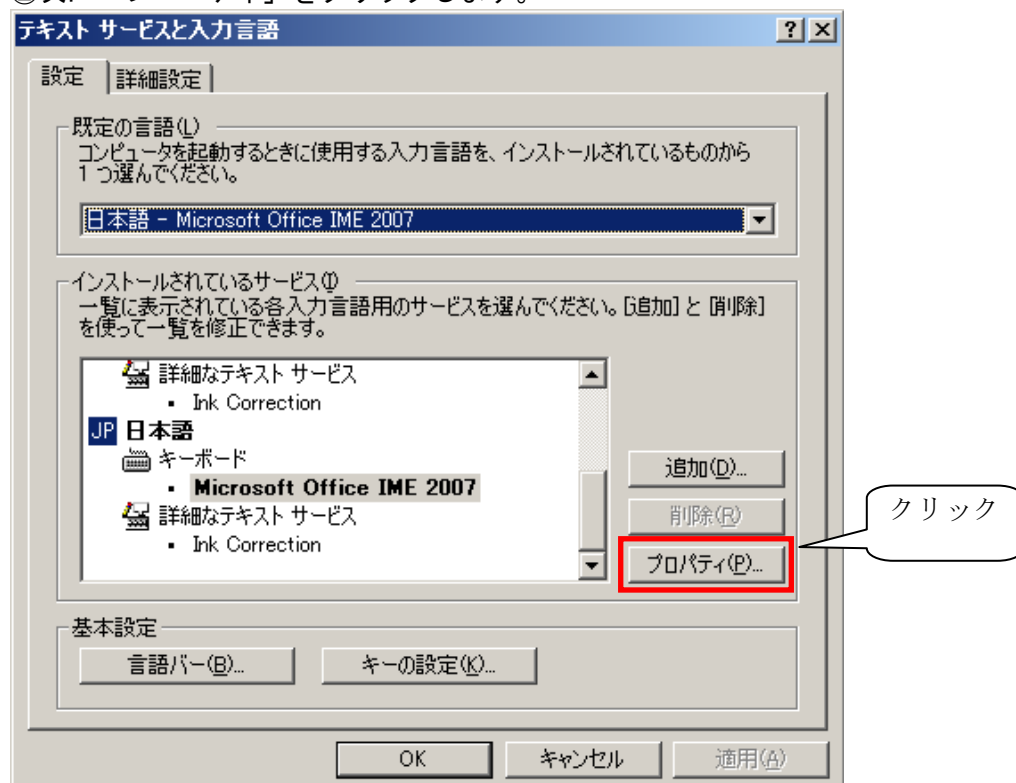 をクリックします。
テキスト サービスと入力言語
設定
詳細設定
既定の言語(L)
コンピュータを起動するときに使用する入力言語を、インストールされているものから
1 つ選んでください。
日本語 - Microsoft Office IME 2007
インストールされているサービス(I)
一覧に表示されている各入力言語用のサービスを選んでください。[追加] と [削除]
を使って一覧を修正できます。
詳細なテキスト サービス
▪ Ink Correction
JP 日本語
キーボード
▪ Microsoft Office IME 2007
詳細なテキスト サービス
▪ Ink Correction
追加(D)...
削除(R)
プロパティ(P)...
クリック
基本設定
言語バー(B)...
キーの設定(K)...
OK
キャンセル
適用(A)